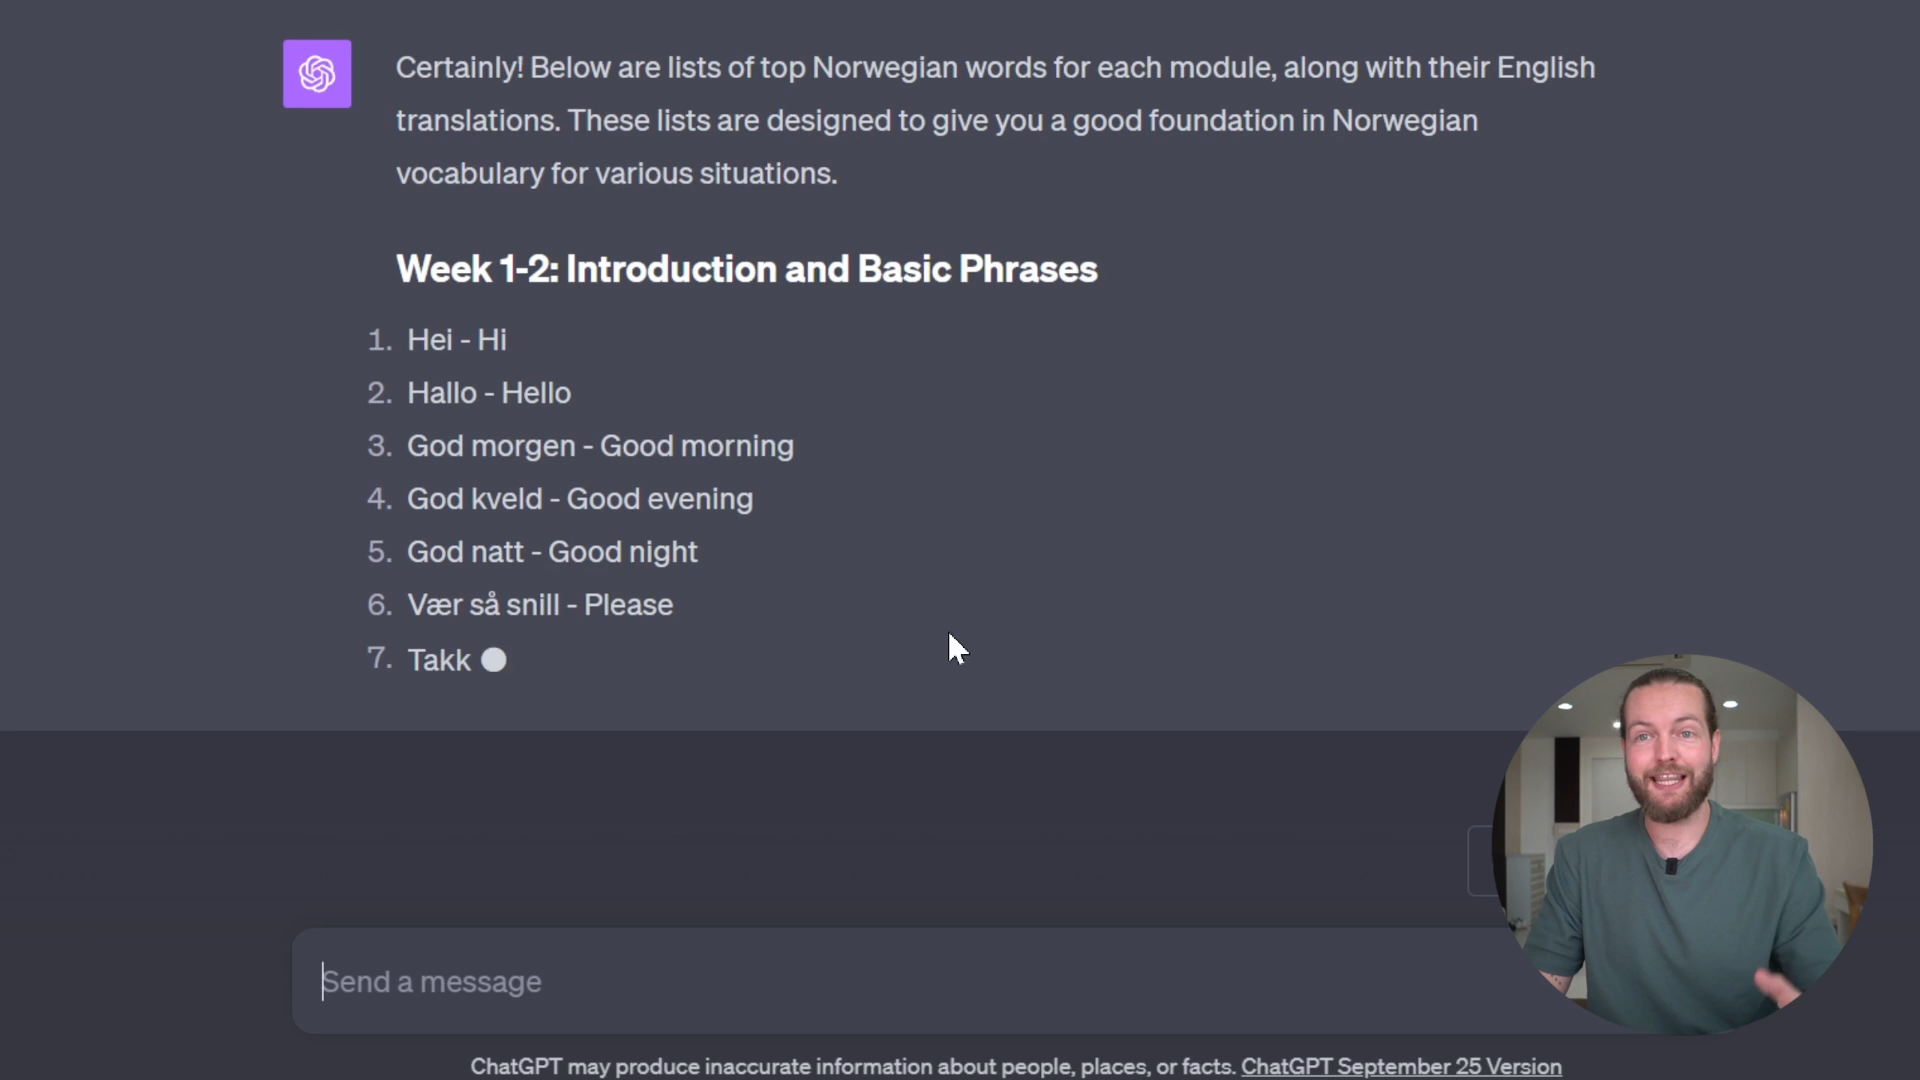 Certainly! Below are lists of top Norwegian words for each module, along with their English
translations. These lists are designed to give you a good foundation in Norwegian
vocabulary for various situations.
Week 1-2: Introduction and Basic Phrases
1. Hei - Hi
2. Hallo - Hello
3. God morgen - Good morning
4. God kveld - Good evening
5. God natt - Good night
6. Vær så snill - Please
7. Takk
Send a message
ChatGPT may produce inaccurate information about people, places, or facts. ChatGPT September 25 Version